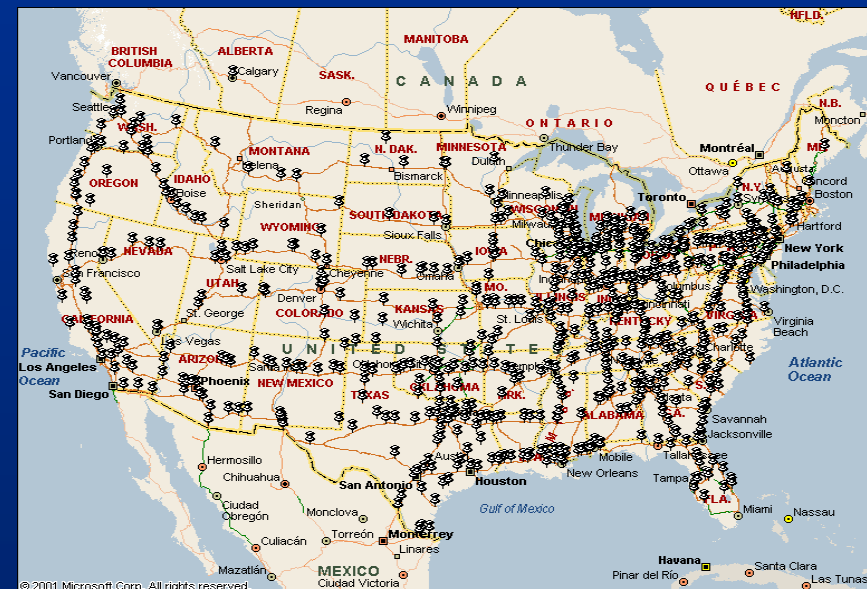 NFLD.
MANITOBA
BRITISH
COLUMBIA
ALBERTA
Calgary
SASK.
CANADA
QUÉBEC
Vancouver
Regina
Winnipeg
ONTARIO
N.B.
Moncton
Seattle
WASH.
Portland
MONTANA
Helena
N. DAK.
Bismarck
MINNESOTA
Duluth
Thunder Bay
Montréal
Ottawa
ME.
Augusta
Concord
Boston
OREGON
IDAHO
Boise
Sheridan
SOUTH DAKOTA
Minneapolis
Toronto
N.Y.
Hartford
WYOMING
Sioux Falls
New York
Philadelphia
Reno
NEVADA
San Francisco
Salt Lake City
Cheyenne
NEBR.
Omaha
IOWA
Columbus
Washington, D.C.
UTAH
Denver
COLORADO
KANSAS
Wichita
MO.
St. Louis
ILLINOIS
KENTUCKY
VIRGINIA
Virginia
Beach
St. George
Las Vegas
CALIFORNIA
UNITED STATE
Charlotte
Pacific
Ocean
Los Angeles
San Diego
ARIZONA
Phoenix
NEW MEXICO
TEXAS
OKLAHOMA
ARK.
ALABAMA
Atlantic
Ocean
Savannah
Jacksonville
Tallahassee
Mobile
New Orleans
Hermosillo
Chihuahua
Austin
San Antonio
Houston
Tampa
FLA.
Miami
Nassau
Gulf of Mexico
Ciudad
Obregón
Monclova
Culiacán
Torreón
Monterrey
Linares
Mazatlán
MEXICO
Ciudad Victoria
Havana
Pinar del Río
Santa Clara
Las Tunas
© 2001 Microsoft Corp. All rights reserved.